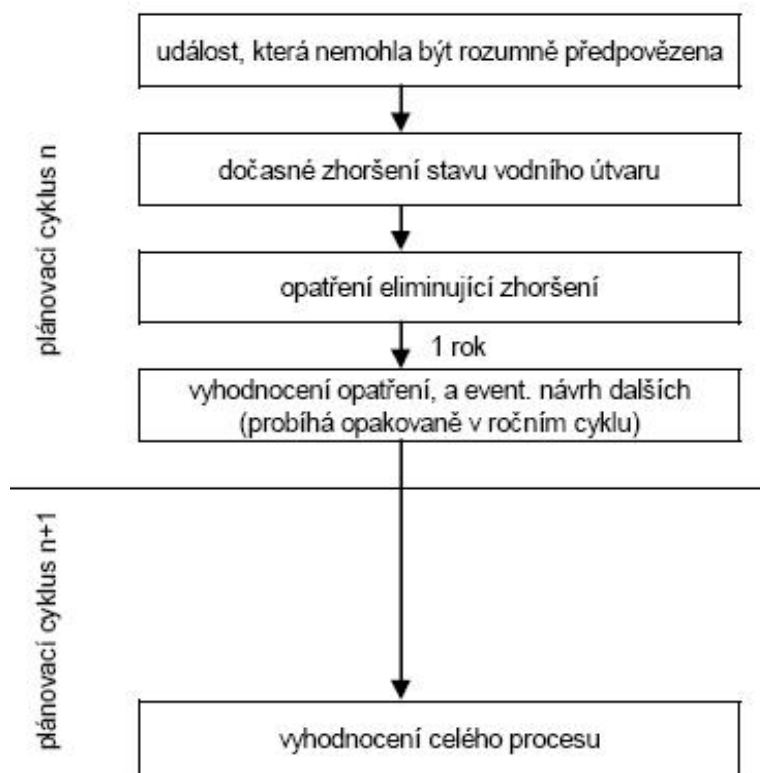 událost, která nemohla být rozumně předpovězena
dočasné zhoršení stavu vodního útvaru
opatření eliminující zhoršení
1 rok
vyhodnocení opatření, a event. návrh dalších
(probíhá opakovaně v ročním cyklu)
plánovací cyklus n
plánovací cyklus n+1
vyhodnocení celého procesu